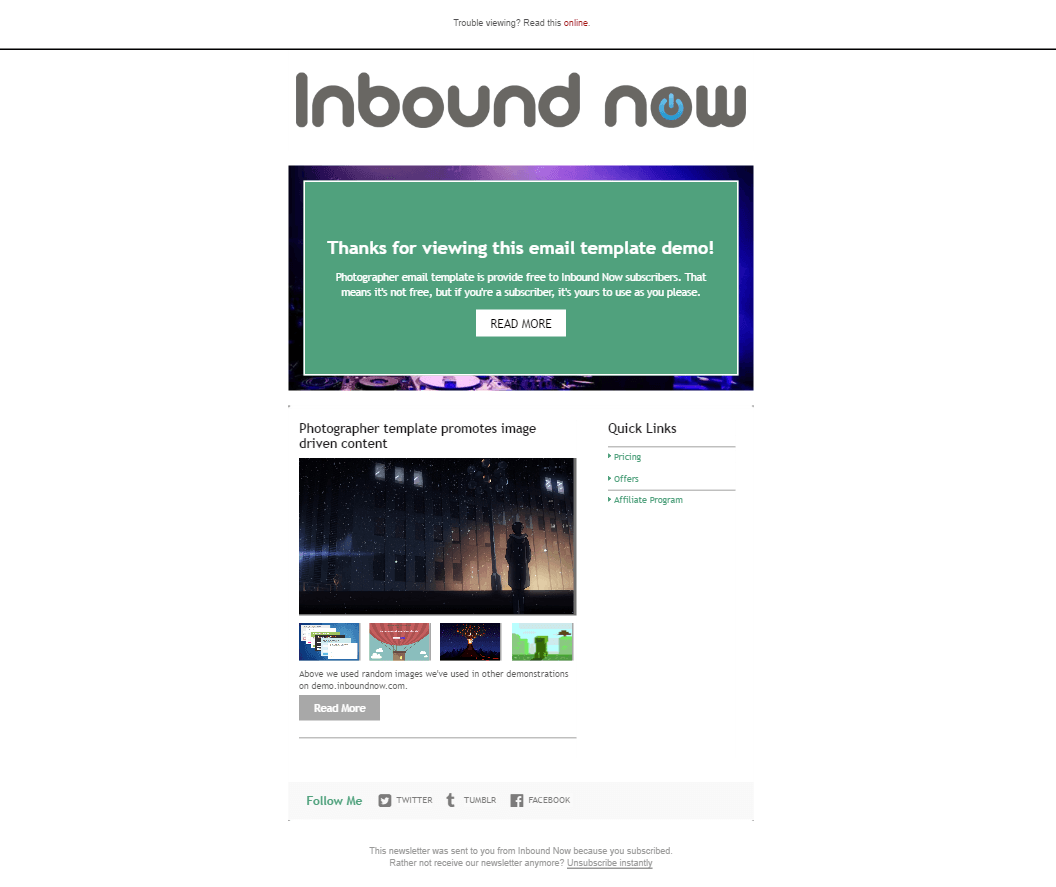 Trouble viewing? Read this online.
Inbound now
Thanks for viewing this email template demo!
Photographer email template is provide free to Inbound Now subscribers. That
means it's not free, but if you're a subscriber, it's yours to use as you please.
READ MORE
Photographer template promotes image
driven content
Quick Links
Pricing
Offers
Affiliate Program
Above we used random images we've used in other demonstrations
on demo.inboundnow.com.
Read More
Follow Me
TWITTER
TUMBLR
FACEBOOK
This newsletter was sent to you from Inbound Now because you subscribed.
Rather not receive our newsletter anymore? Unsubscribe instantly